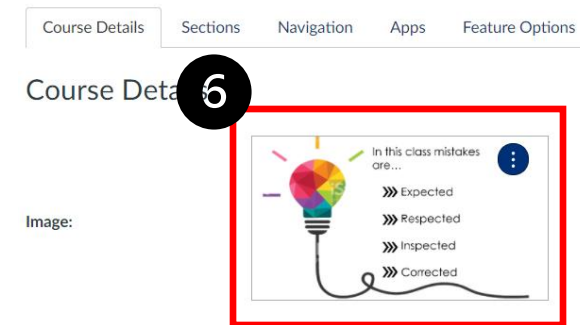 Course Details Sections Navigation Apps Feature Options
Course Details
6
In this class mistakes
are...
Expected
Respected
Image:
Inspected
Corrected